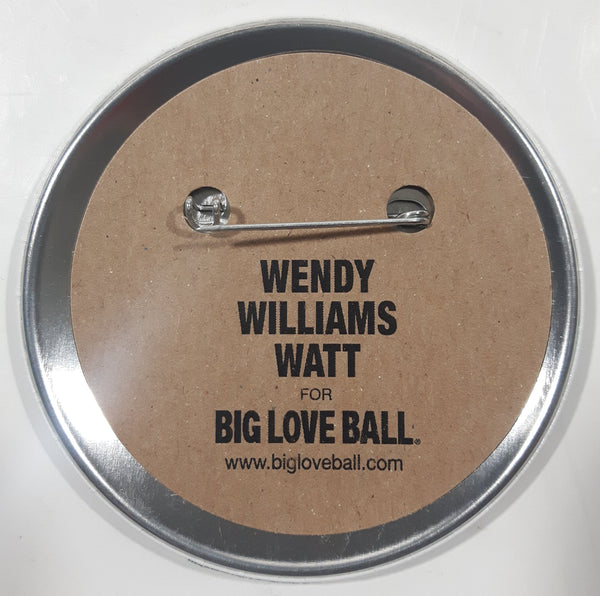 WENDY
WILLIAMS
WATT
FOR
BIG LOVE BALL®
www.bigloveball.com